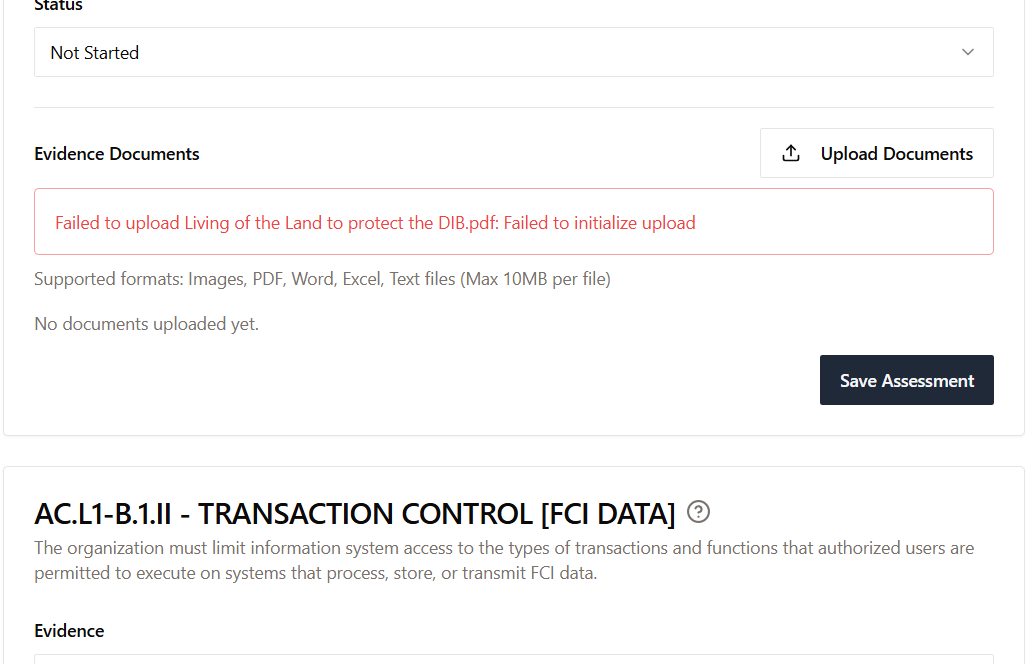 Status
Not Started
Evidence Documents
Upload Documents
Failed to upload Living of the Land to protect the DIB.pdf: Failed to initialize upload
Supported formats: Images, PDF, Word, Excel, Text files (Max 10MB per file)
No documents uploaded yet.
Save Assessment
AC.L1-B.1.II - TRANSACTION CONTROL [FCI DATA]
The organization must limit information system access to the types of transactions and functions that authorized users are
permitted to execute on systems that process, store, or transmit FCI data.
Evidence